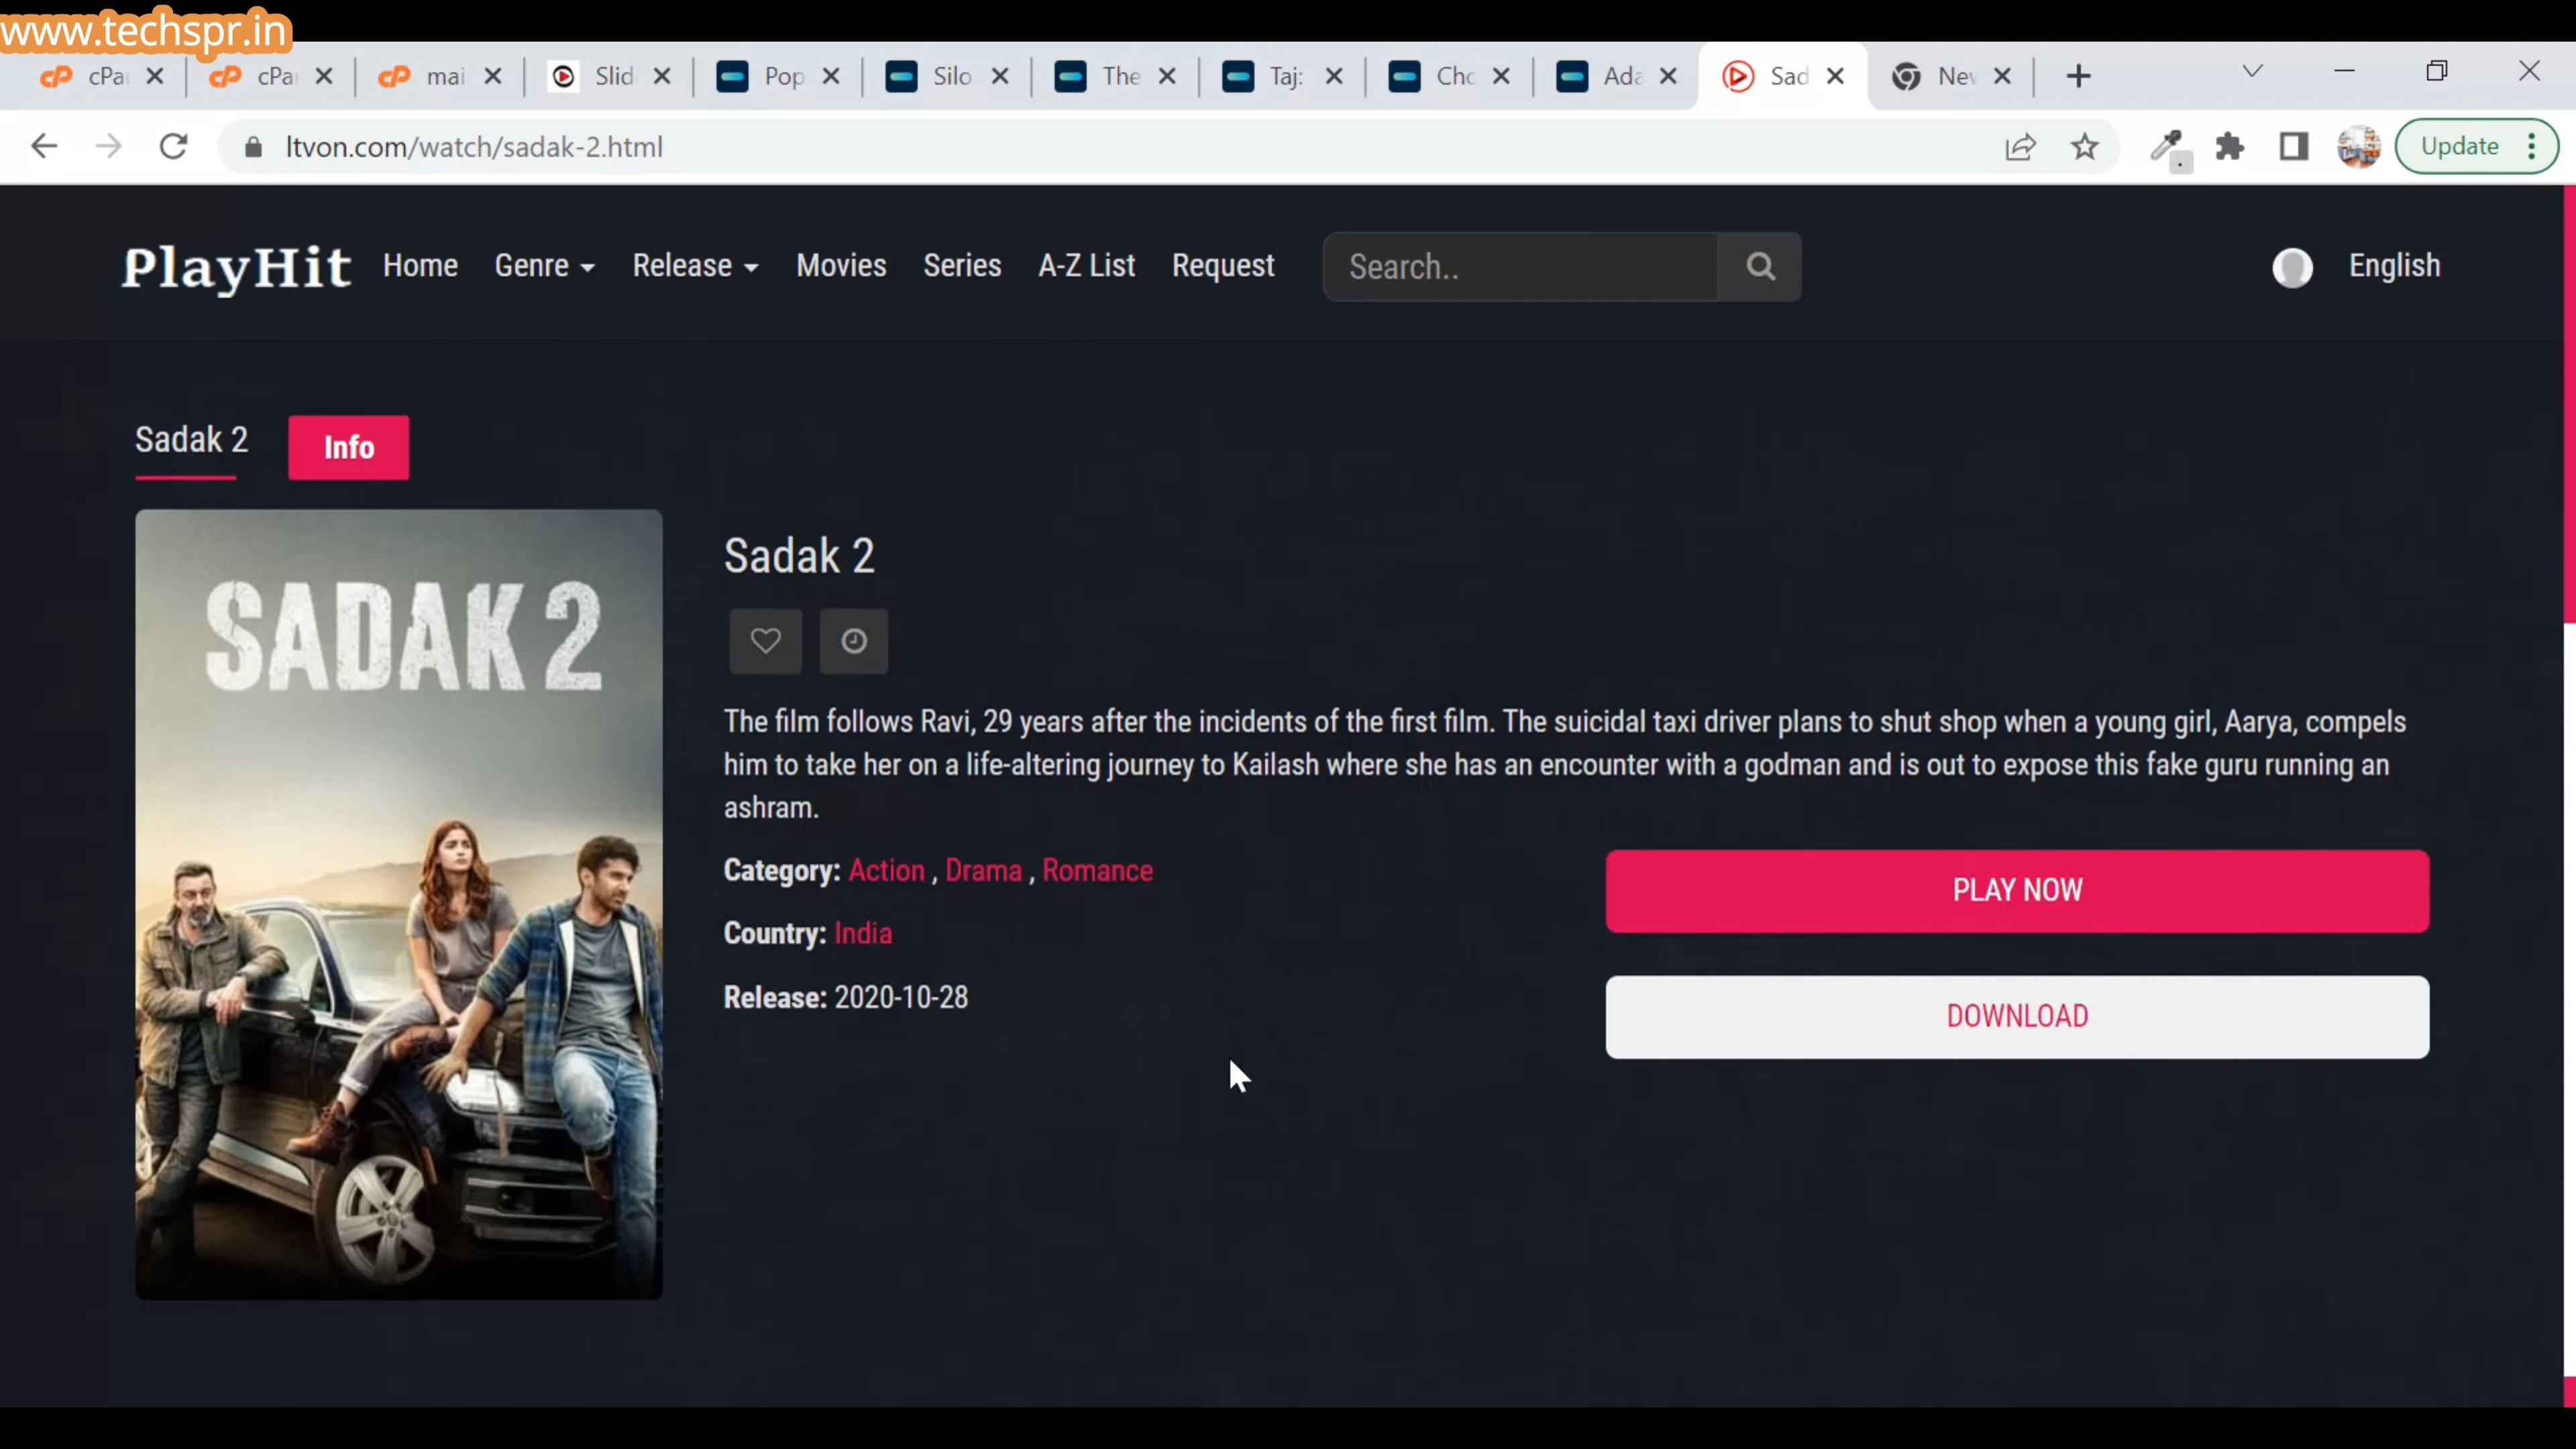 www.techspr.in
cPa
cPa
mai
Slid
Pop
Silo
The
Taj:
Cho
Ada
Sad
New
ltvon.com/watch/sadak-2.html
Update
PlayHit
Home
Genre
Release
Movies
Series
A-Z List
Request
Search..
English
Sadak 2
Info
SADAK 2
Sadak 2
The film follows Ravi, 29 years after the incidents of the first film. The suicidal taxi driver plans to shut shop when a young girl, Aarya, compels
him to take her on a life-altering journey to Kailash where she has an encounter with a godman and is out to expose this fake guru running an
ashram.
Category: Action , Drama , Romance
Country: India
Release: 2020-10-28
PLAY NOW
DOWNLOAD